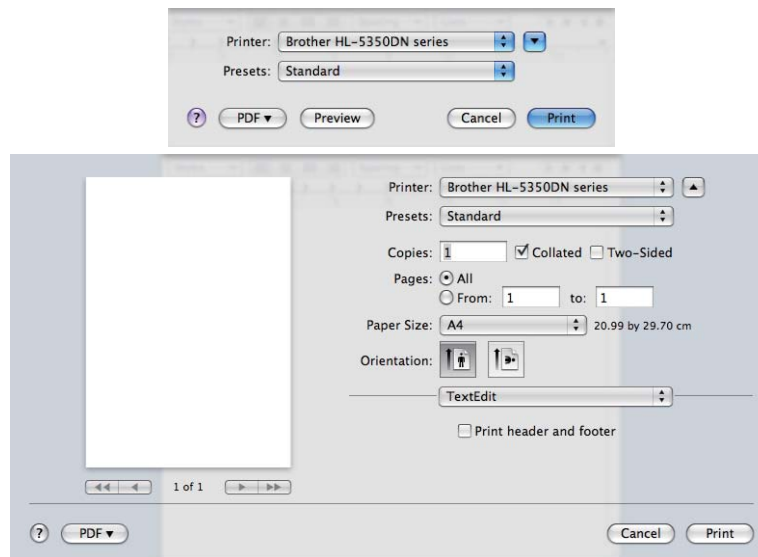 Printer: Brother HL-5350DN series
Presets: Standard
? PDF▼ Preview Cancel Print
Printer: Brother HL-5350DN series
Presets: Standard
Copies: 1 Collated Two-Sided
Pages: All
From: 1 to: 1
Paper Size: A4 20.99 by 29.70 cm
Orientation:
TextEdit
Print header and footer
1 of 1
? PDF▼ Cancel Print